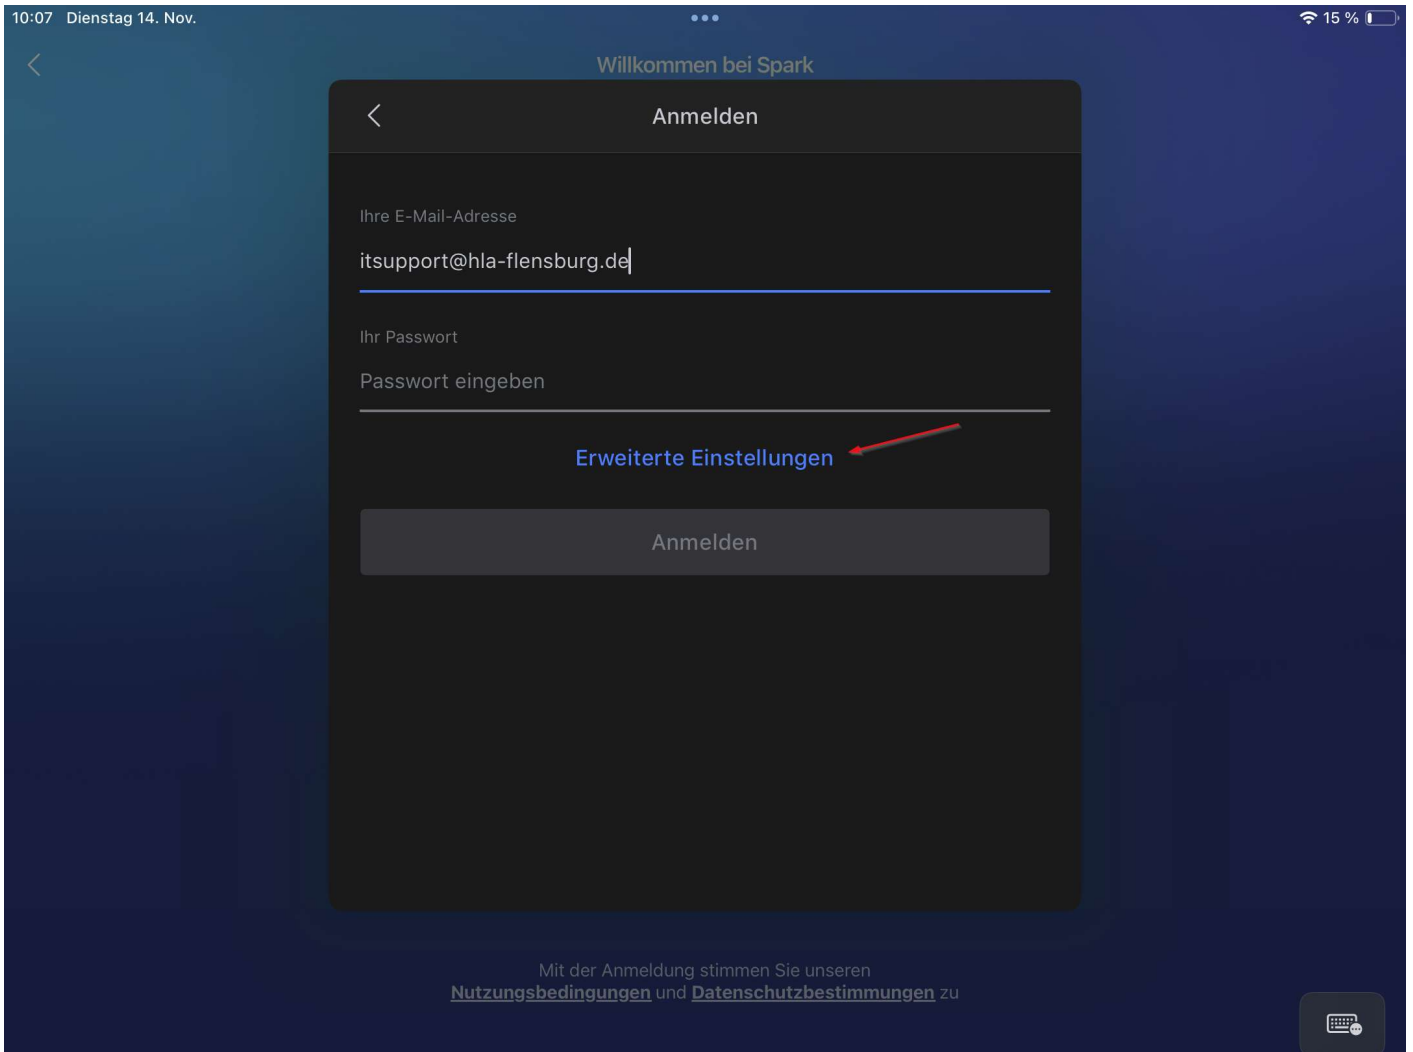 10:07 Dienstag 14. Nov.
15 %
Willkommen bei Spark
Anmelden
Ihre E-Mail-Adresse
itsupport@hla-flensburg.de
Ihr Passwort
Passwort eingeben
Erweiterte Einstellungen
Anmelden
Mit der Anmeldung stimmen Sie unseren
Nutzungsbedingungen und Datenschutzbestimmungen zu